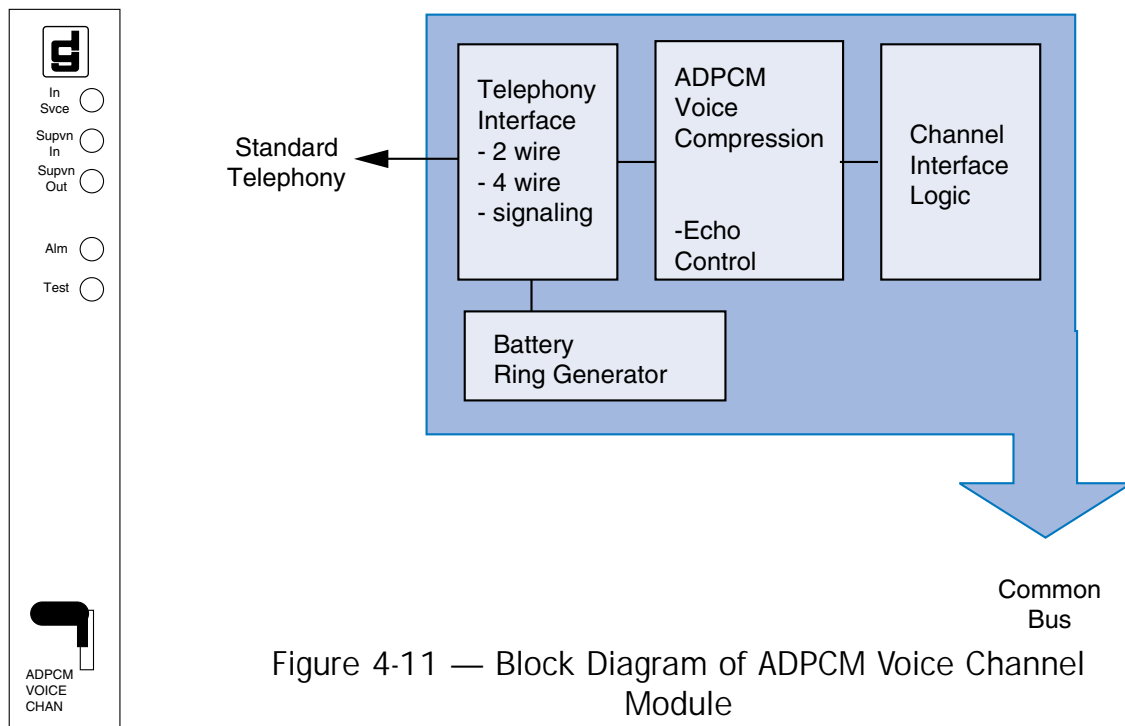 dg
In
Svce
Supvn
In
Supvn
Out
Alm
Test
ADPCM
VOICE
CHAN
Standard
Telephony
Telephony
Interface
- 2 wire
- 4 wire
- signaling
ADPCM
Voice
Compression
-Echo
Control
Channel
Interface
Logic
Battery
Ring Generator
Common
Bus
Figure 4-11 — Block Diagram of ADPCM Voice Channel
Module